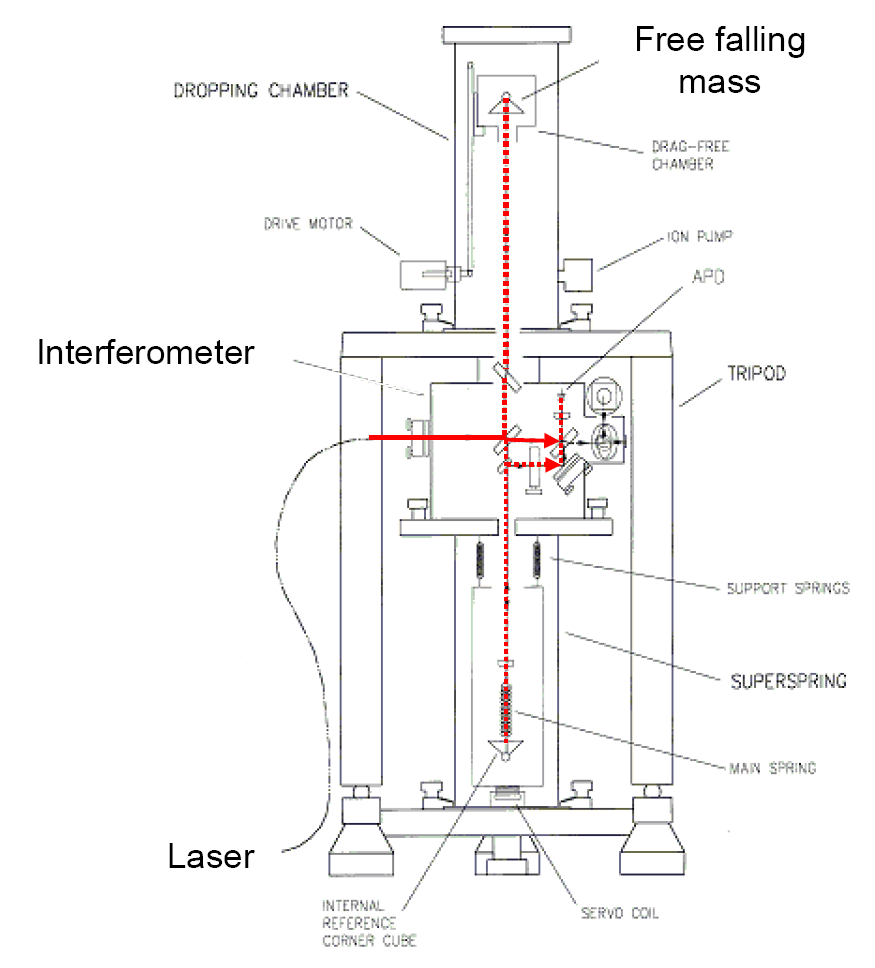 Free falling
mass
DROPPING CHAMBER
DRAG-FREE
CHAMBER
DRIVE MOTOR
ION PUMP
APD
Interferometer
TRIPOD
SUPPORT SPRINGS
SUPERSPRING
MAIN SPRING
Laser
INTERNAL
REFERENCE
CORNER CUBE
SERVO COIL